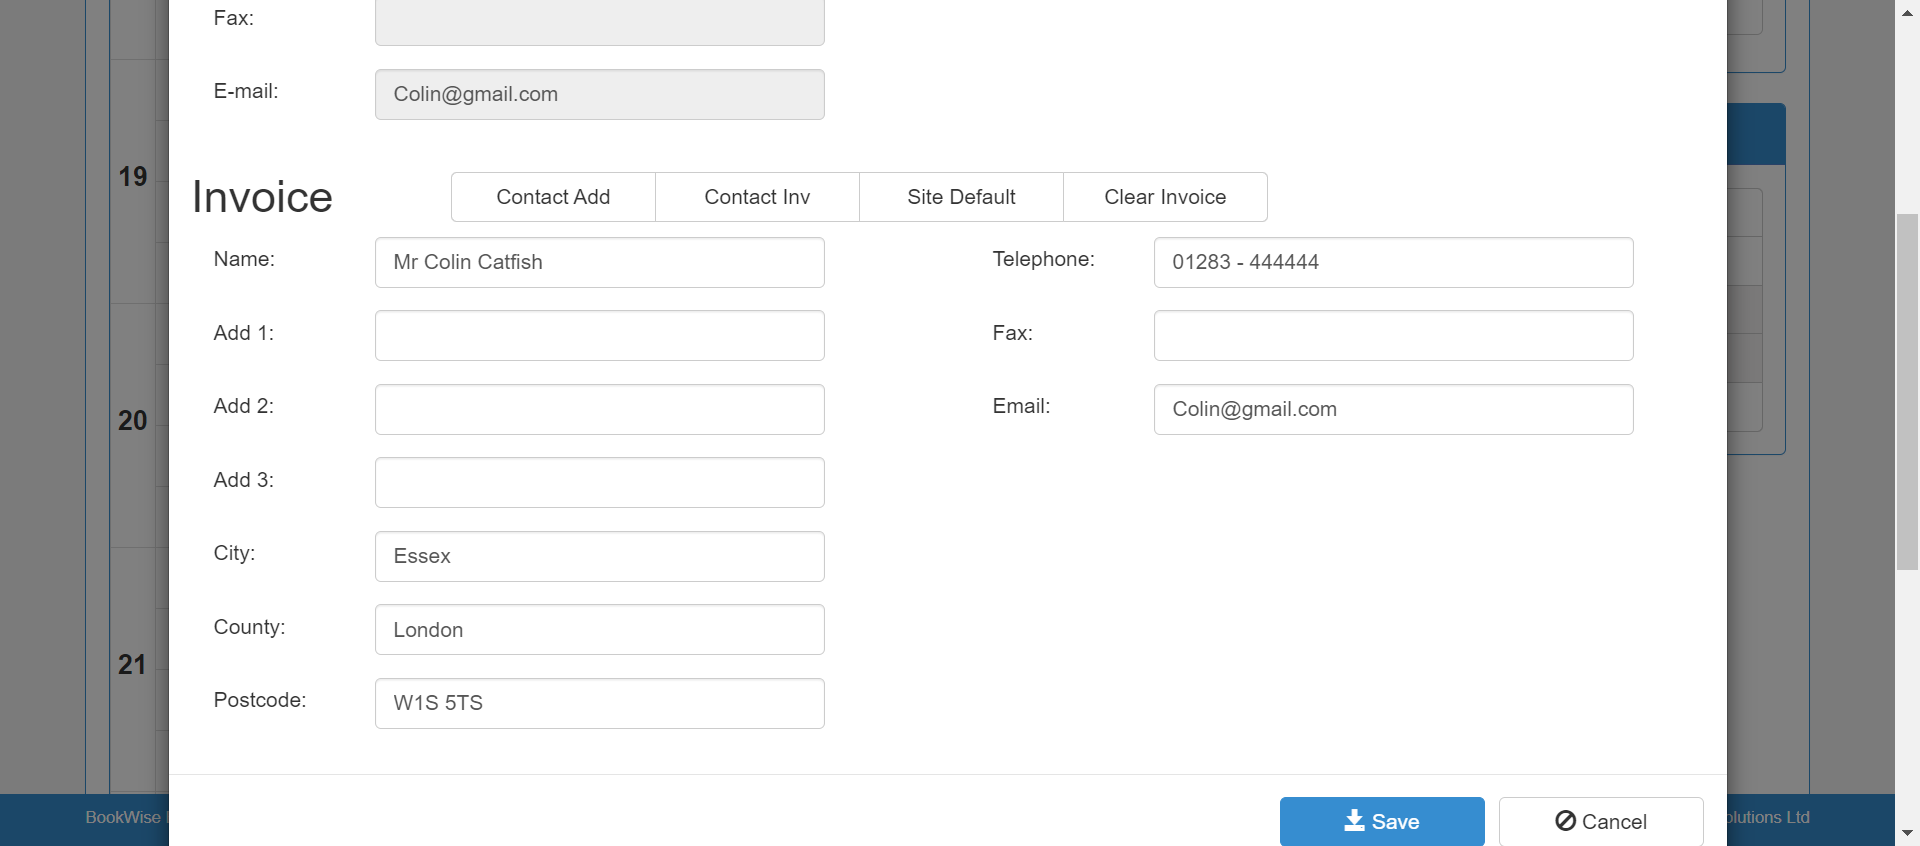 Fax:
E-mail: Colin@gmail.com
19
Invoice Contact Add Contact Inv Site Default Clear Invoice
Name: Mr Colin Catfish Telephone: 01283 - 444444
Add 1: Fax:
Add 2: Email: Colin@gmail.com
20
Add 3:
City: Essex
County: London
21
Postcode: W1S 5TS
BookWise Save Cancel olutions Ltd